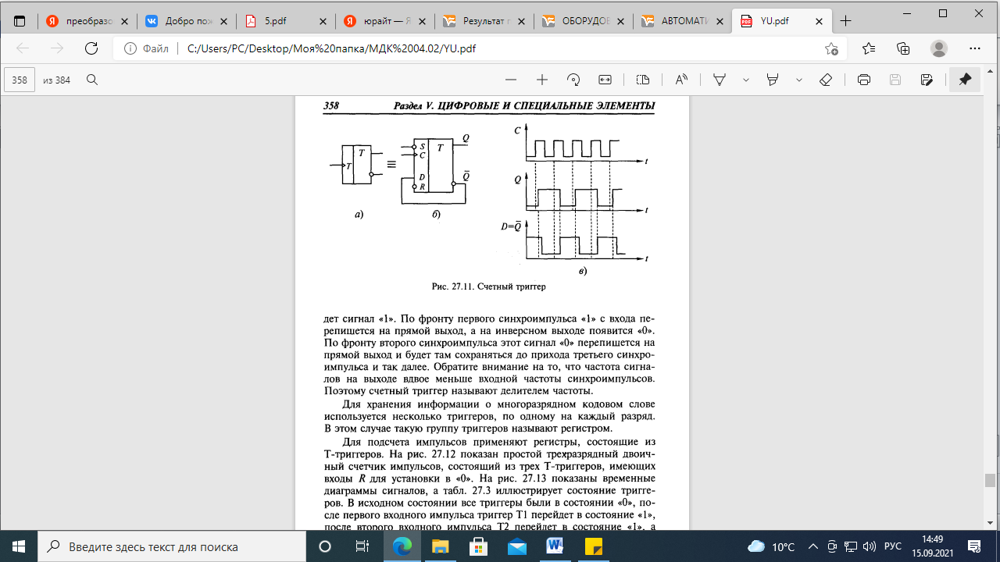 преобразо
Добро пож
5.pdf
юрайт — Я
Результат п
ОБОРУДОВ
АВТОМАТИ
YU.pdf
Файл
C:/Users/PC/Desktop/Моя%20папка/МДК%2004.02/YU.pdf
358
из 384
358
Раздел V. ЦИФРОВЫЕ И СПЕЦИАЛЬНЫЕ ЭЛЕМЕНТЫ
T
T
≡
S
C
D
R
T
Q
Q̅
а)
б)
C
t
Q
t
D=Q̅
t
в)
Рис. 27.11. Счетный триггер
дет сигнал «1». По фронту первого синхроимпульса «1» с входа пе-
репишется на прямой выход, а на инверсном выходе появится «0».
По фронту второго синхроимпульса этот сигнал «0» перепишется на
прямой выход и будет там сохраняться до прихода третьего синхро-
импульса и так далее. Обратите внимание на то, что частота сигна-
лов на выходе вдвое меньше входной частоты синхроимпульсов.
Поэтому счетный триггер называют делителем частоты.
Для хранения информации о многоразрядном кодовом слове
используется несколько триггеров, по одному на каждый разряд.
В этом случае такую группу триггеров называют регистром.
Для подсчета импульсов применяют регистры, состоящие из
Т-триггеров. На рис. 27.12 показан простой трехразрядный двоич-
ный счетчик импульсов, состоящий из трех Т-триггеров, имеющих
входы R для установки в «0». На рис. 27.13 показаны временные
диаграммы сигналов, а табл. 27.3 иллюстрирует состояние тригге-
ров. В исходном состоянии все триггеры были в состоянии «0», по-
сле первого входного импульса триггер Т1 перейдет в состояние «1»,
после второго входного импульса Т2 перейдет в состояние «1», а
Введите здесь текст для поиска
10°C
РУС
14:49
15.09.2021